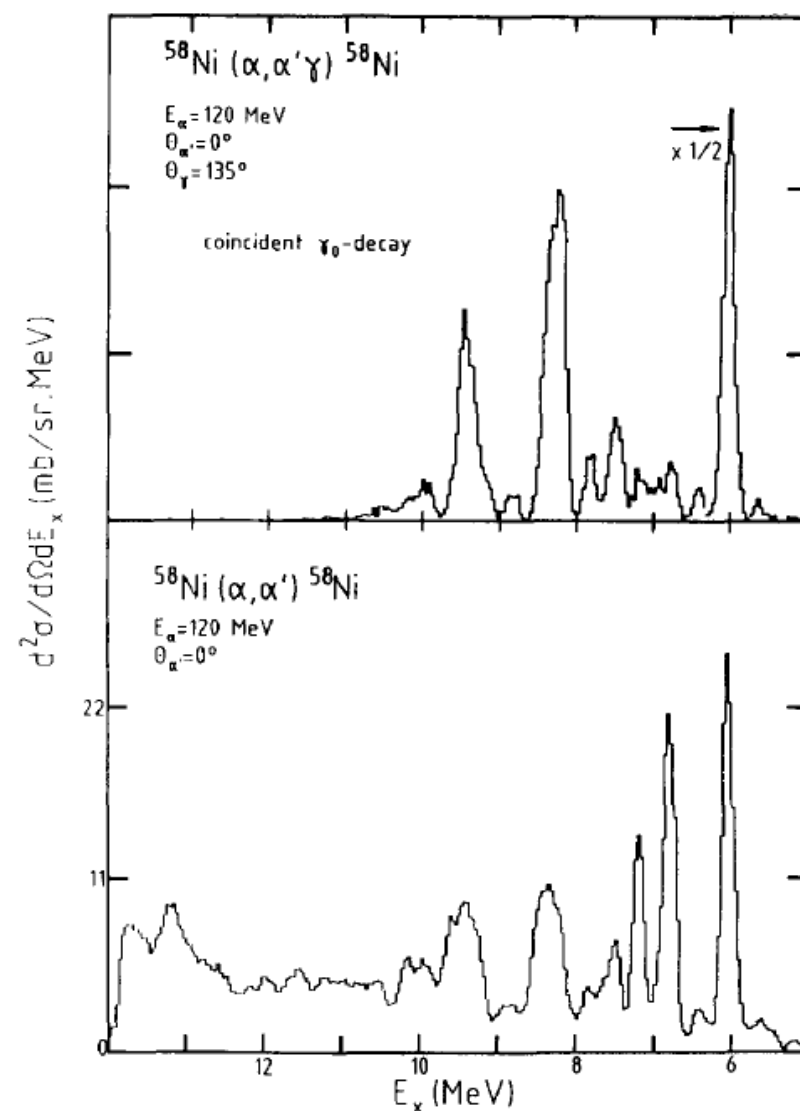 ⁵⁸Ni (α,α'γ) ⁵⁸Ni
Eα=120 MeV
Θα'=0°
Θγ=135°
x 1/2
coincident γ₀-decay
d²σ/dΩdEₓ (mb/sr.MeV)
⁵⁸Ni (α,α') ⁵⁸Ni
Eα=120 MeV
Θα'=0°
22
11
0
12
10
8
6
Eₓ (MeV)